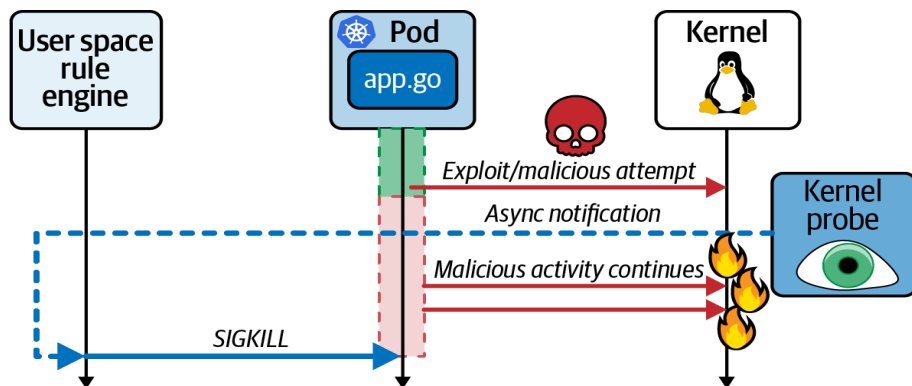 User space
rule
engine
Pod
app.go
Kernel
Exploit/malicious attempt
Async notification
Kernel
probe
Malicious activity continues
SIGKILL